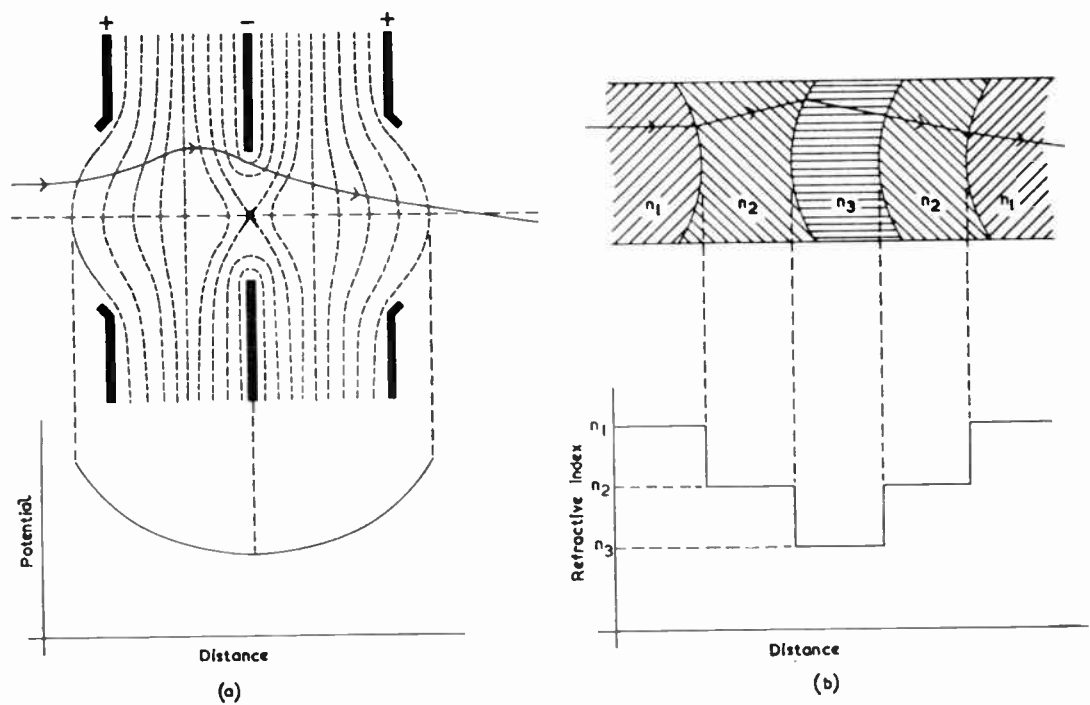 + − +
Potential
Distance
(a)
n₁ n₂ n₃ n₂ n₁
n₁
n₂
n₃
Refractive index
Distance
(b)